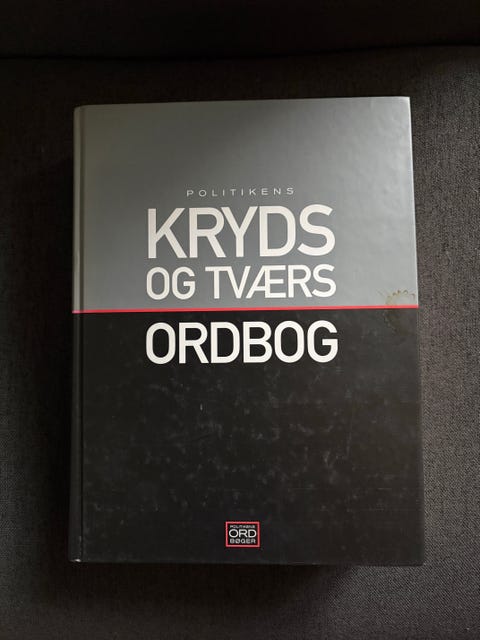 POLITIKENS
KRYDS
OG TVÆRS
ORDBOG
POLITIKENS
ORD
BØGER